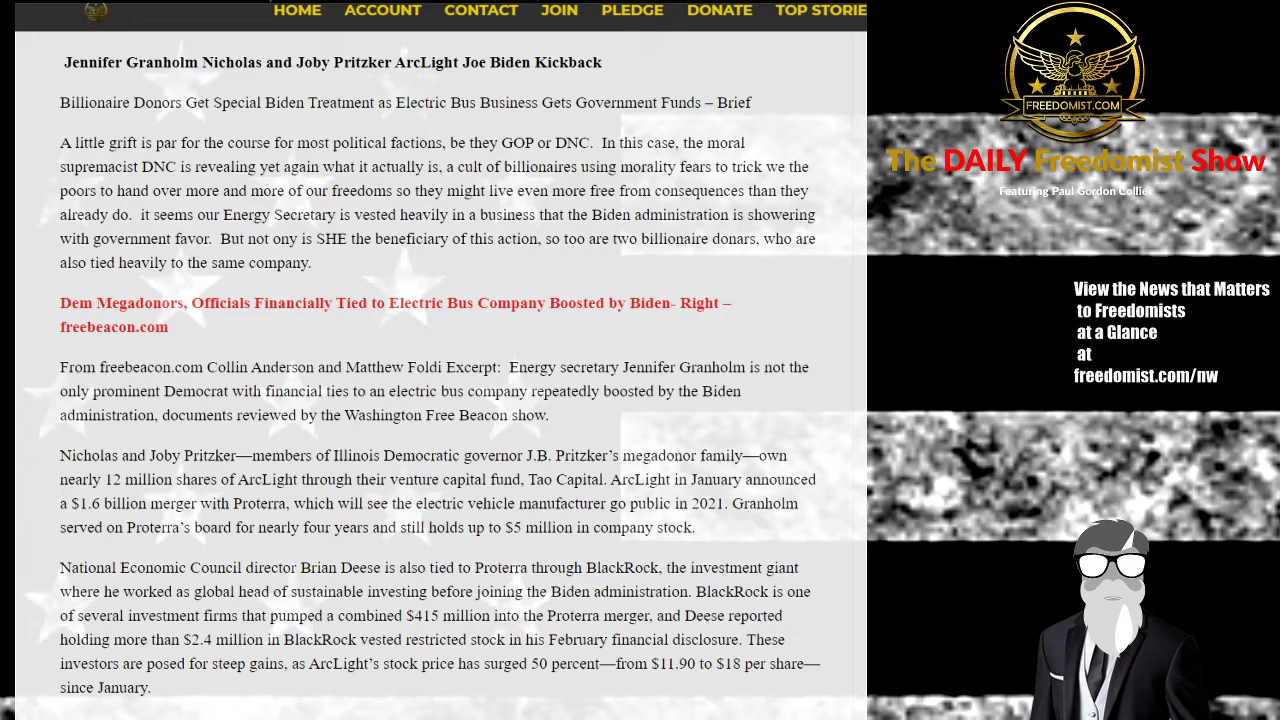 HOME ACCOUNT CONTACT JOIN PLEDGE DONATE TOP STORIE
Jennifer Granholm Nicholas and Joby Pritzker ArcLight Joe Biden Kickback
Billionaire Donors Get Special Biden Treatment as Electric Bus Business Gets Government Funds – Brief
A little grift is par for the course for most political factions, be they GOP or DNC.  In this case, the moral
supremacist DNC is revealing yet again what it actually is, a cult of billionaires using morality fears to trick we the
poors to hand over more and more of our freedoms so they might live even more free from consequences than they
already do.  it seems our Energy Secretary is vested heavily in a business that the Biden administration is showering
with government favor.  But not ony is SHE the beneficiary of this action, so too are two billionaire donars, who are
also tied heavily to the same company.
Dem Megadonors, Officials Financially Tied to Electric Bus Company Boosted by Biden- Right –
freebeacon.com
From freebeacon.com Collin Anderson and Matthew Foldi Excerpt:  Energy secretary Jennifer Granholm is not the
only prominent Democrat with financial ties to an electric bus company repeatedly boosted by the Biden
administration, documents reviewed by the Washington Free Beacon show.
Nicholas and Joby Pritzker—members of Illinois Democratic governor J.B. Pritzker's megadonor family—own
nearly 12 million shares of ArcLight through their venture capital fund, Tao Capital. ArcLight in January announced
a $1.6 billion merger with Proterra, which will see the electric vehicle manufacturer go public in 2021. Granholm
served on Proterra's board for nearly four years and still holds up to $5 million in company stock.
National Economic Council director Brian Deese is also tied to Proterra through BlackRock, the investment giant
where he worked as global head of sustainable investing before joining the Biden administration. BlackRock is one
of several investment firms that pumped a combined $415 million into the Proterra merger, and Deese reported
holding more than $2.4 million in BlackRock vested restricted stock in his February financial disclosure. These
investors are posed for steep gains, as ArcLight's stock price has surged 50 percent—from $11.90 to $18 per share—
since January.
FREEDOMIST.COM
The DAILY Freedomist Show
Featuring Paul Gordon Collie
View the News that Matters
to Freedomists
at a Glance
at
freedomist.com/nw